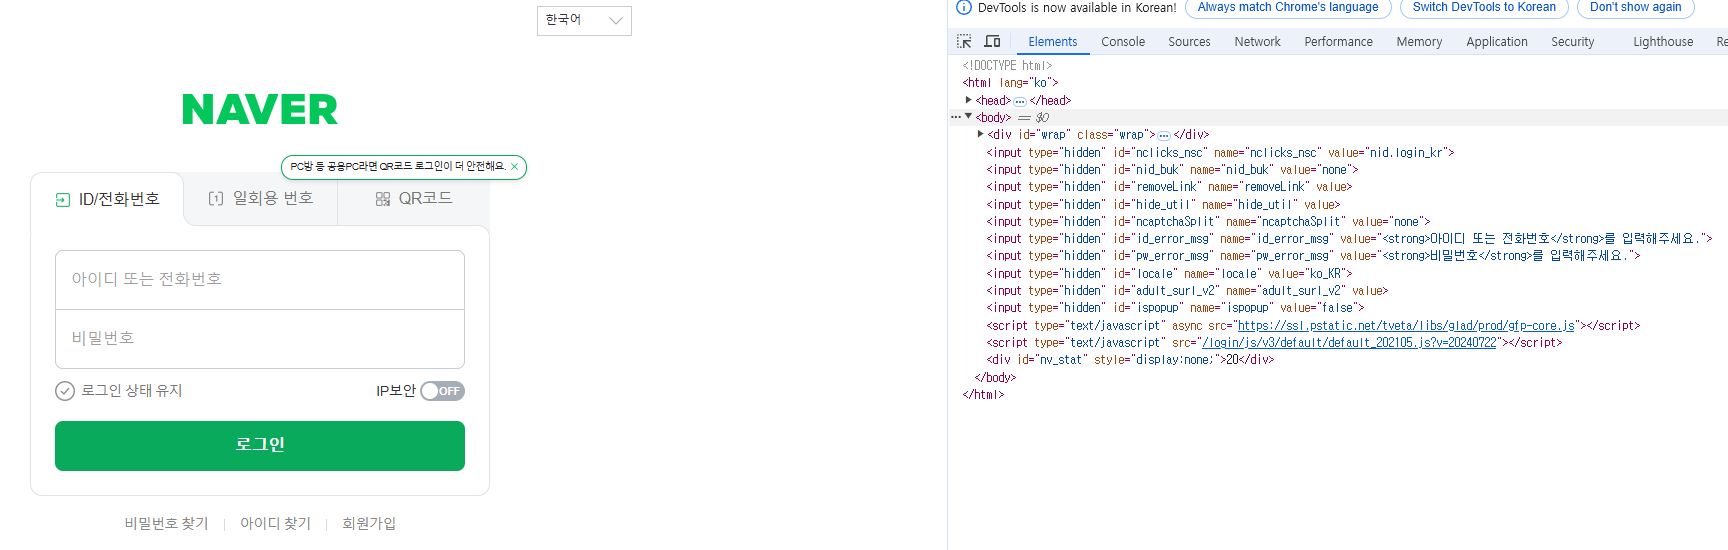 한국어
NAVER
PC방 등 공용PC라면 QR코드 로그인이 더 안전해요.
ID/전화번호
일회용 번호
QR코드
아이디 또는 전화번호
비밀번호
로그인 상태 유지
IP보안 OFF
로그인
비밀번호 찾기 | 아이디 찾기 | 회원가입
DevTools is now available in Korean! Always match Chrome's language Switch DevTools to Korean Don't show again
Elements Console Sources Network Performance Memory Application Security Lighthouse Re
<!DOCTYPE html>
<html lang="ko">
<head>…</head>
<body> == $0
<div id="wrap" class="wrap">…</div>
<input type="hidden" id="nclicks_nsc" name="nclicks_nsc" value="nid.login_kr">
<input type="hidden" id="nid_buk" name="nid_buk" value="none">
<input type="hidden" id="removeLink" name="removeLink" value>
<input type="hidden" id="hide_util" name="hide_util" value>
<input type="hidden" id="ncaptchaSplit" name="ncaptchaSplit" value="none">
<input type="hidden" id="id_error_msg" name="id_error_msg" value="<strong>아이디 또는 전화번호</strong>를 입력해주세요.">
<input type="hidden" id="pw_error_msg" name="pw_error_msg" value="<strong>비밀번호</strong>를 입력해주세요.">
<input type="hidden" id="locale" name="locale" value="ko_KR">
<input type="hidden" id="adult_surl_v2" name="adult_surl_v2" value>
<input type="hidden" id="ispopup" name="ispopup" value="false">
<script type="text/javascript" async src="https://ssl.pstatic.net/tveta/libs/glad/prod/gfp-core.js"></script>
<script type="text/javascript" src="/login/js/v3/default/default_202105.js?v=20240722"></script>
<div id="nv_stat" style="display:none;">20</div>
</body>
</html>